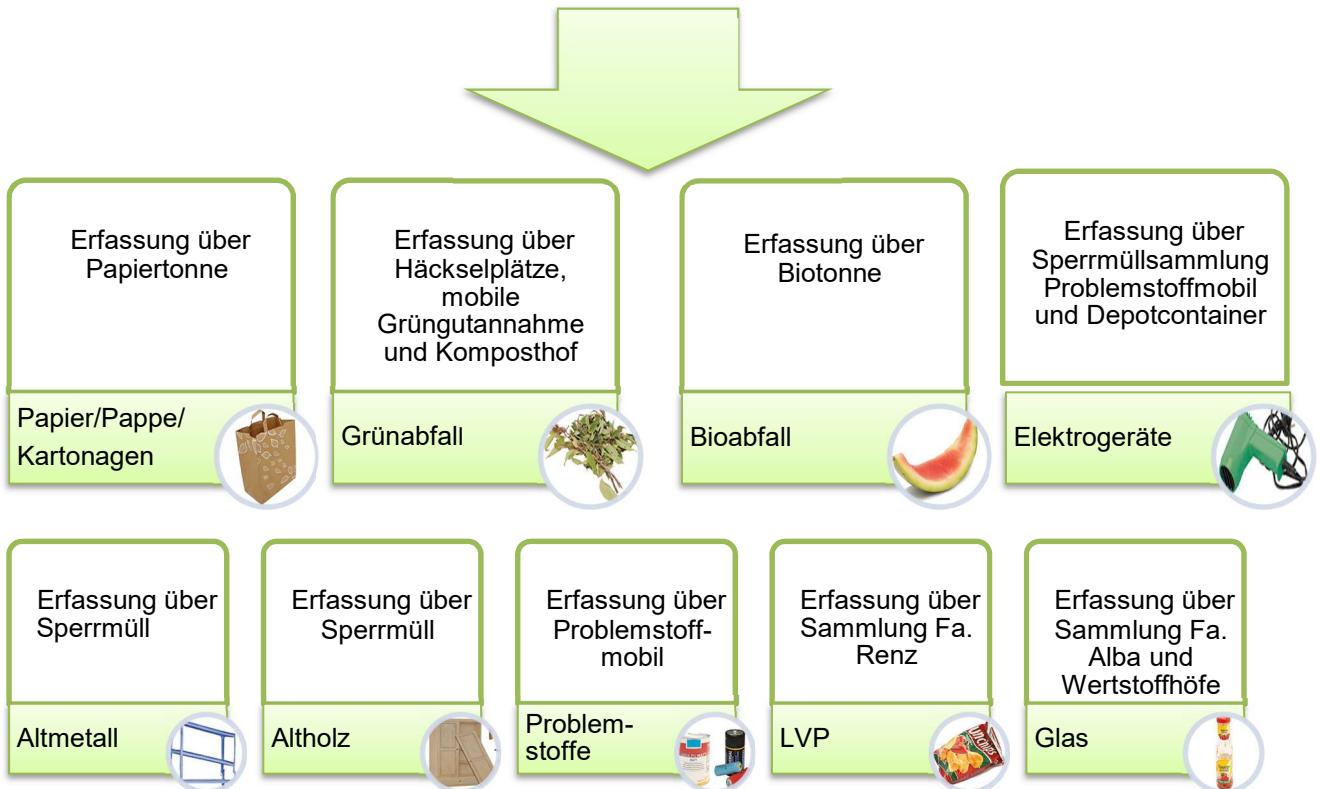 Erfassung über
Papiertonne
Papier/Pappe/
Kartonagen
Erfassung über
Häckselplätze,
mobile
Grüngutannahme
und Komposthof
Grünabfall
Erfassung über
Biotonne
Bioabfall
Erfassung über
Sperrmüllsammlung
Problemstoffmobil
und Depotcontainer
Elektrogeräte
Erfassung über
Sperrmüll
Altmetall
Erfassung über
Sperrmüll
Altholz
Erfassung über
Problemstoff-
mobil
Problem-
stoffe
Erfassung über
Sammlung Fa.
Renz
LVP
Erfassung über
Sammlung Fa.
Alba und
Wertstoffhöfe
Glas